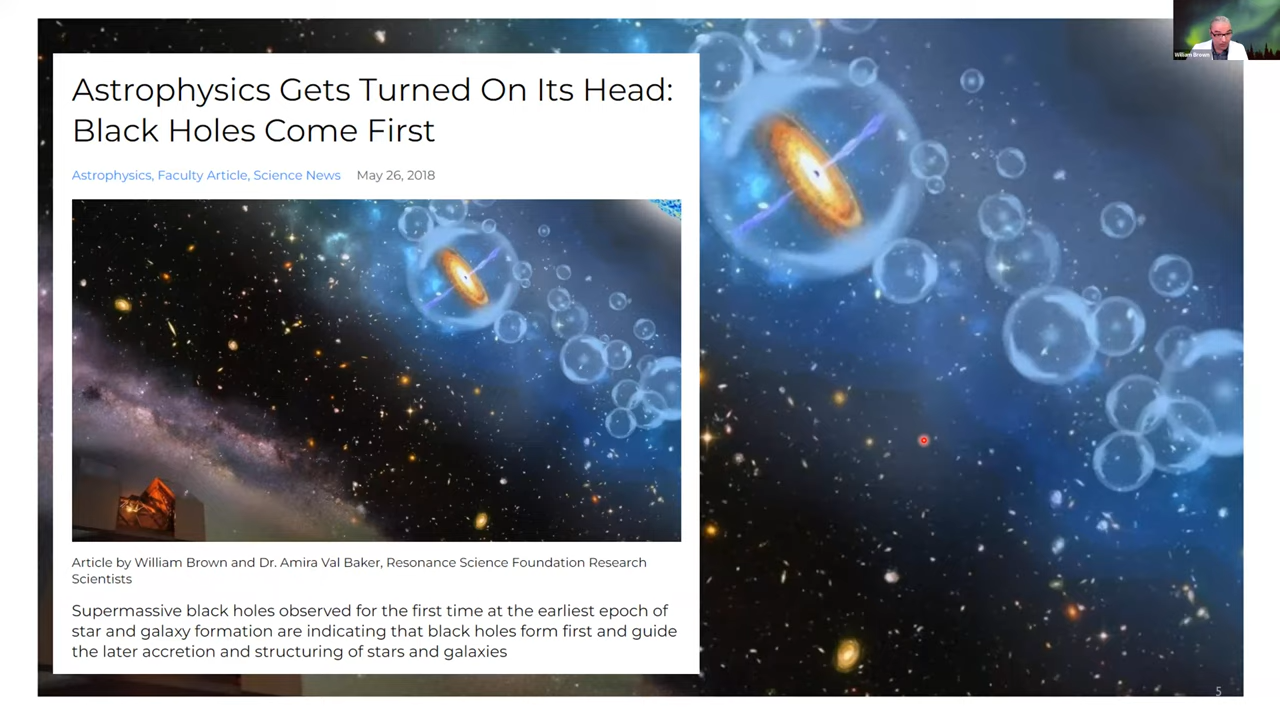 Astrophysics Gets Turned On Its Head:
Black Holes Come First
Astrophysics, Faculty Article, Science News May 26, 2018
Article by William Brown and Dr. Amira Val Baker, Resonance Science Foundation Research
Scientists
Supermassive black holes observed for the first time at the earliest epoch of
star and galaxy formation are indicating that black holes form first and guide
the later accretion and structuring of stars and galaxies
William Brown
5